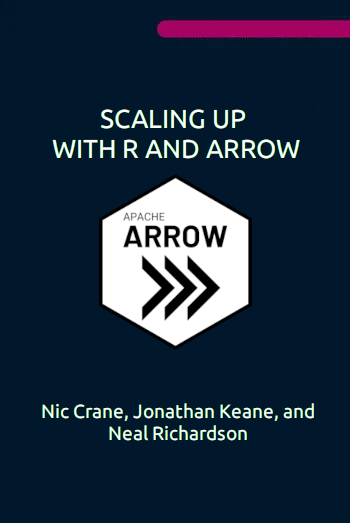 SCALING UP
WITH R AND ARROW
APACHE
ARROW
Nic Crane, Jonathan Keane, and
Neal Richardson